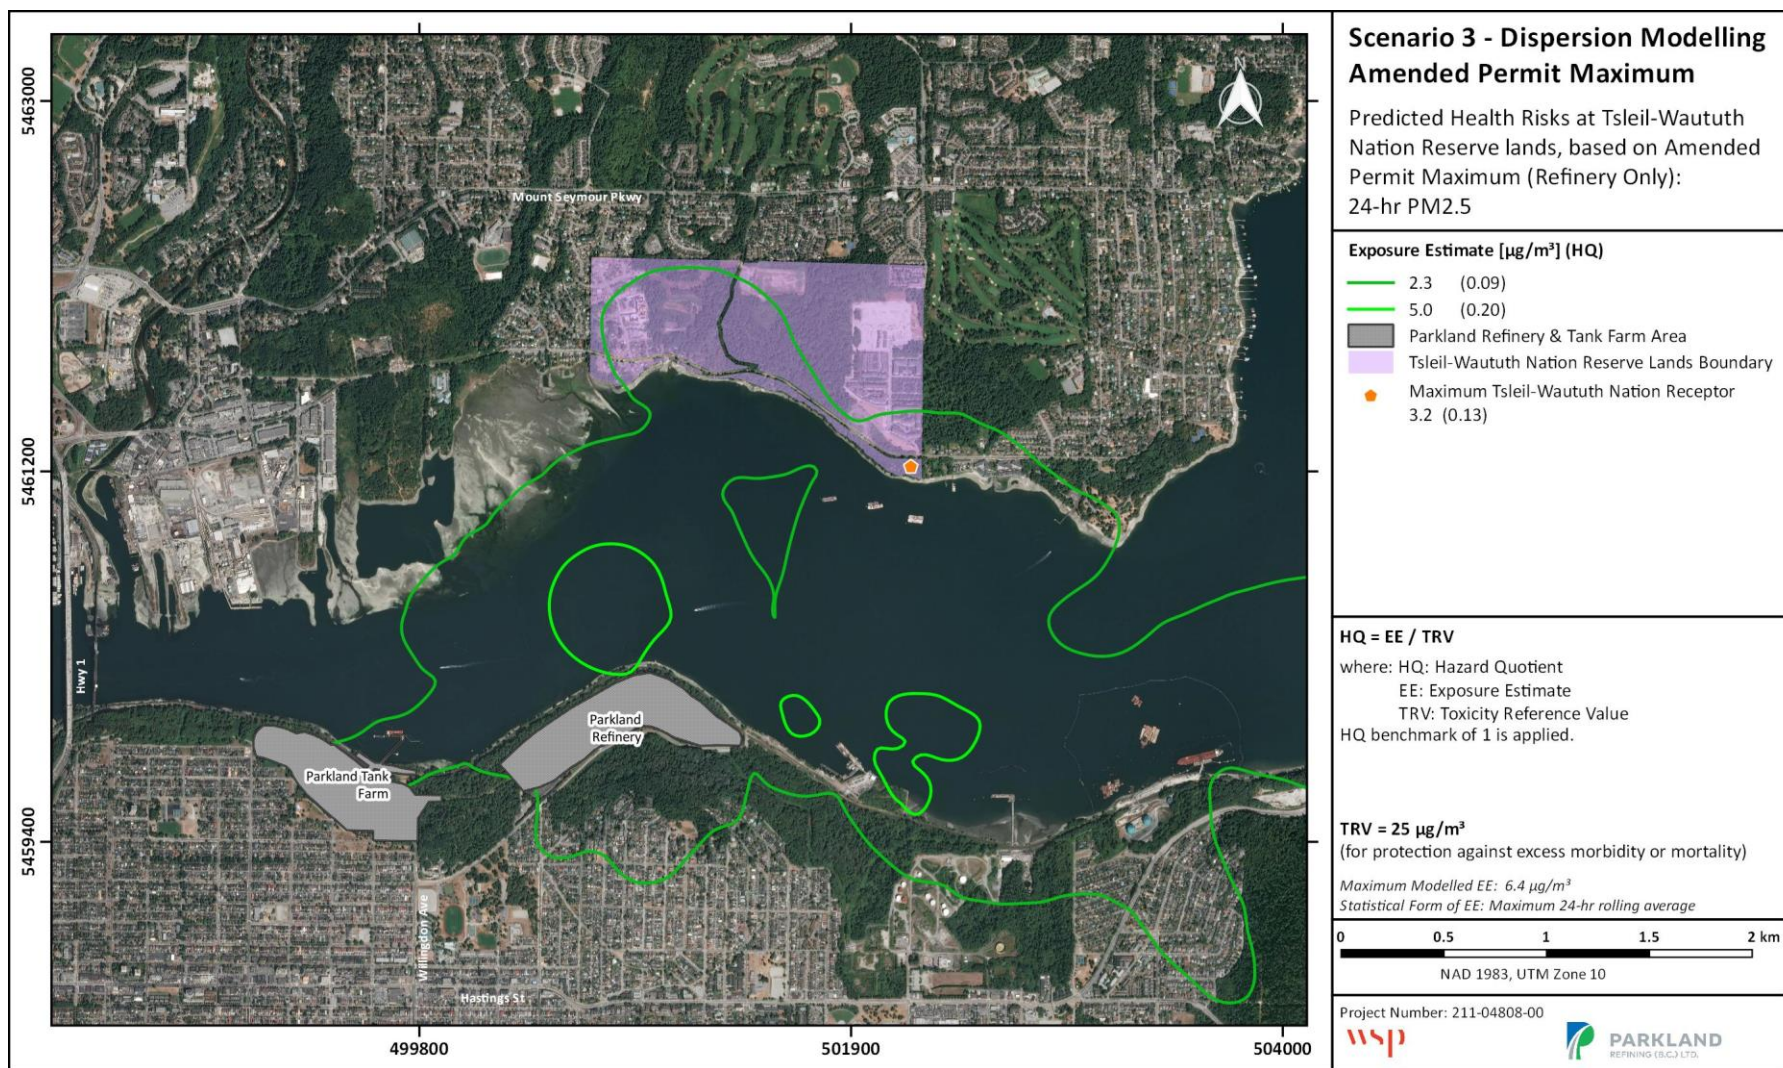 Scenario 3 - Dispersion Modelling
Amended Permit Maximum
Predicted Health Risks at Tsleil-Waututh
Nation Reserve lands, based on Amended
Permit Maximum (Refinery Only):
24-hr PM2.5
Exposure Estimate [µg/m³] (HQ)
2.3 (0.09)
5.0 (0.20)
Parkland Refinery & Tank Farm Area
Tsleil-Waututh Nation Reserve Lands Boundary
Maximum Tsleil-Waututh Nation Receptor
3.2 (0.13)
HQ = EE / TRV
where: HQ: Hazard Quotient
EE: Exposure Estimate
TRV: Toxicity Reference Value
HQ benchmark of 1 is applied.
TRV = 25 µg/m³
(for protection against excess morbidity or mortality)
Maximum Modelled EE: 6.4 µg/m³
Statistical Form of EE: Maximum 24-hr rolling average
0 0.5 1 1.5 2 km
NAD 1983, UTM Zone 10
Project Number: 211-04808-00
wsp
PARKLAND
REFINING (B.C.) LTD.
N
Mount Seymour Pkwy
Hwy 1
Parkland
Refinery
Parkland Tank
Farm
Willingdon Ave
Hastings St
5463000
5461200
5459400
499800
501900
504000